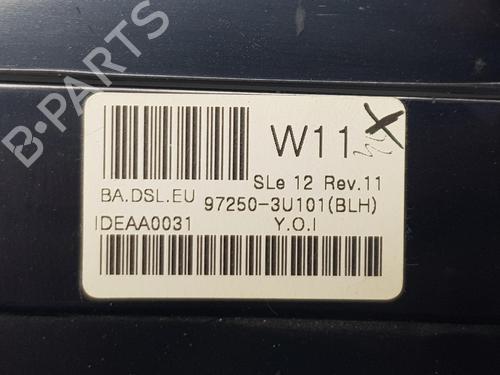 B-PARTS
W11
BA.DSL.EU
SLe 12 Rev.11
97250-3U101(BLH)
IDEAA0031
Y.O.I